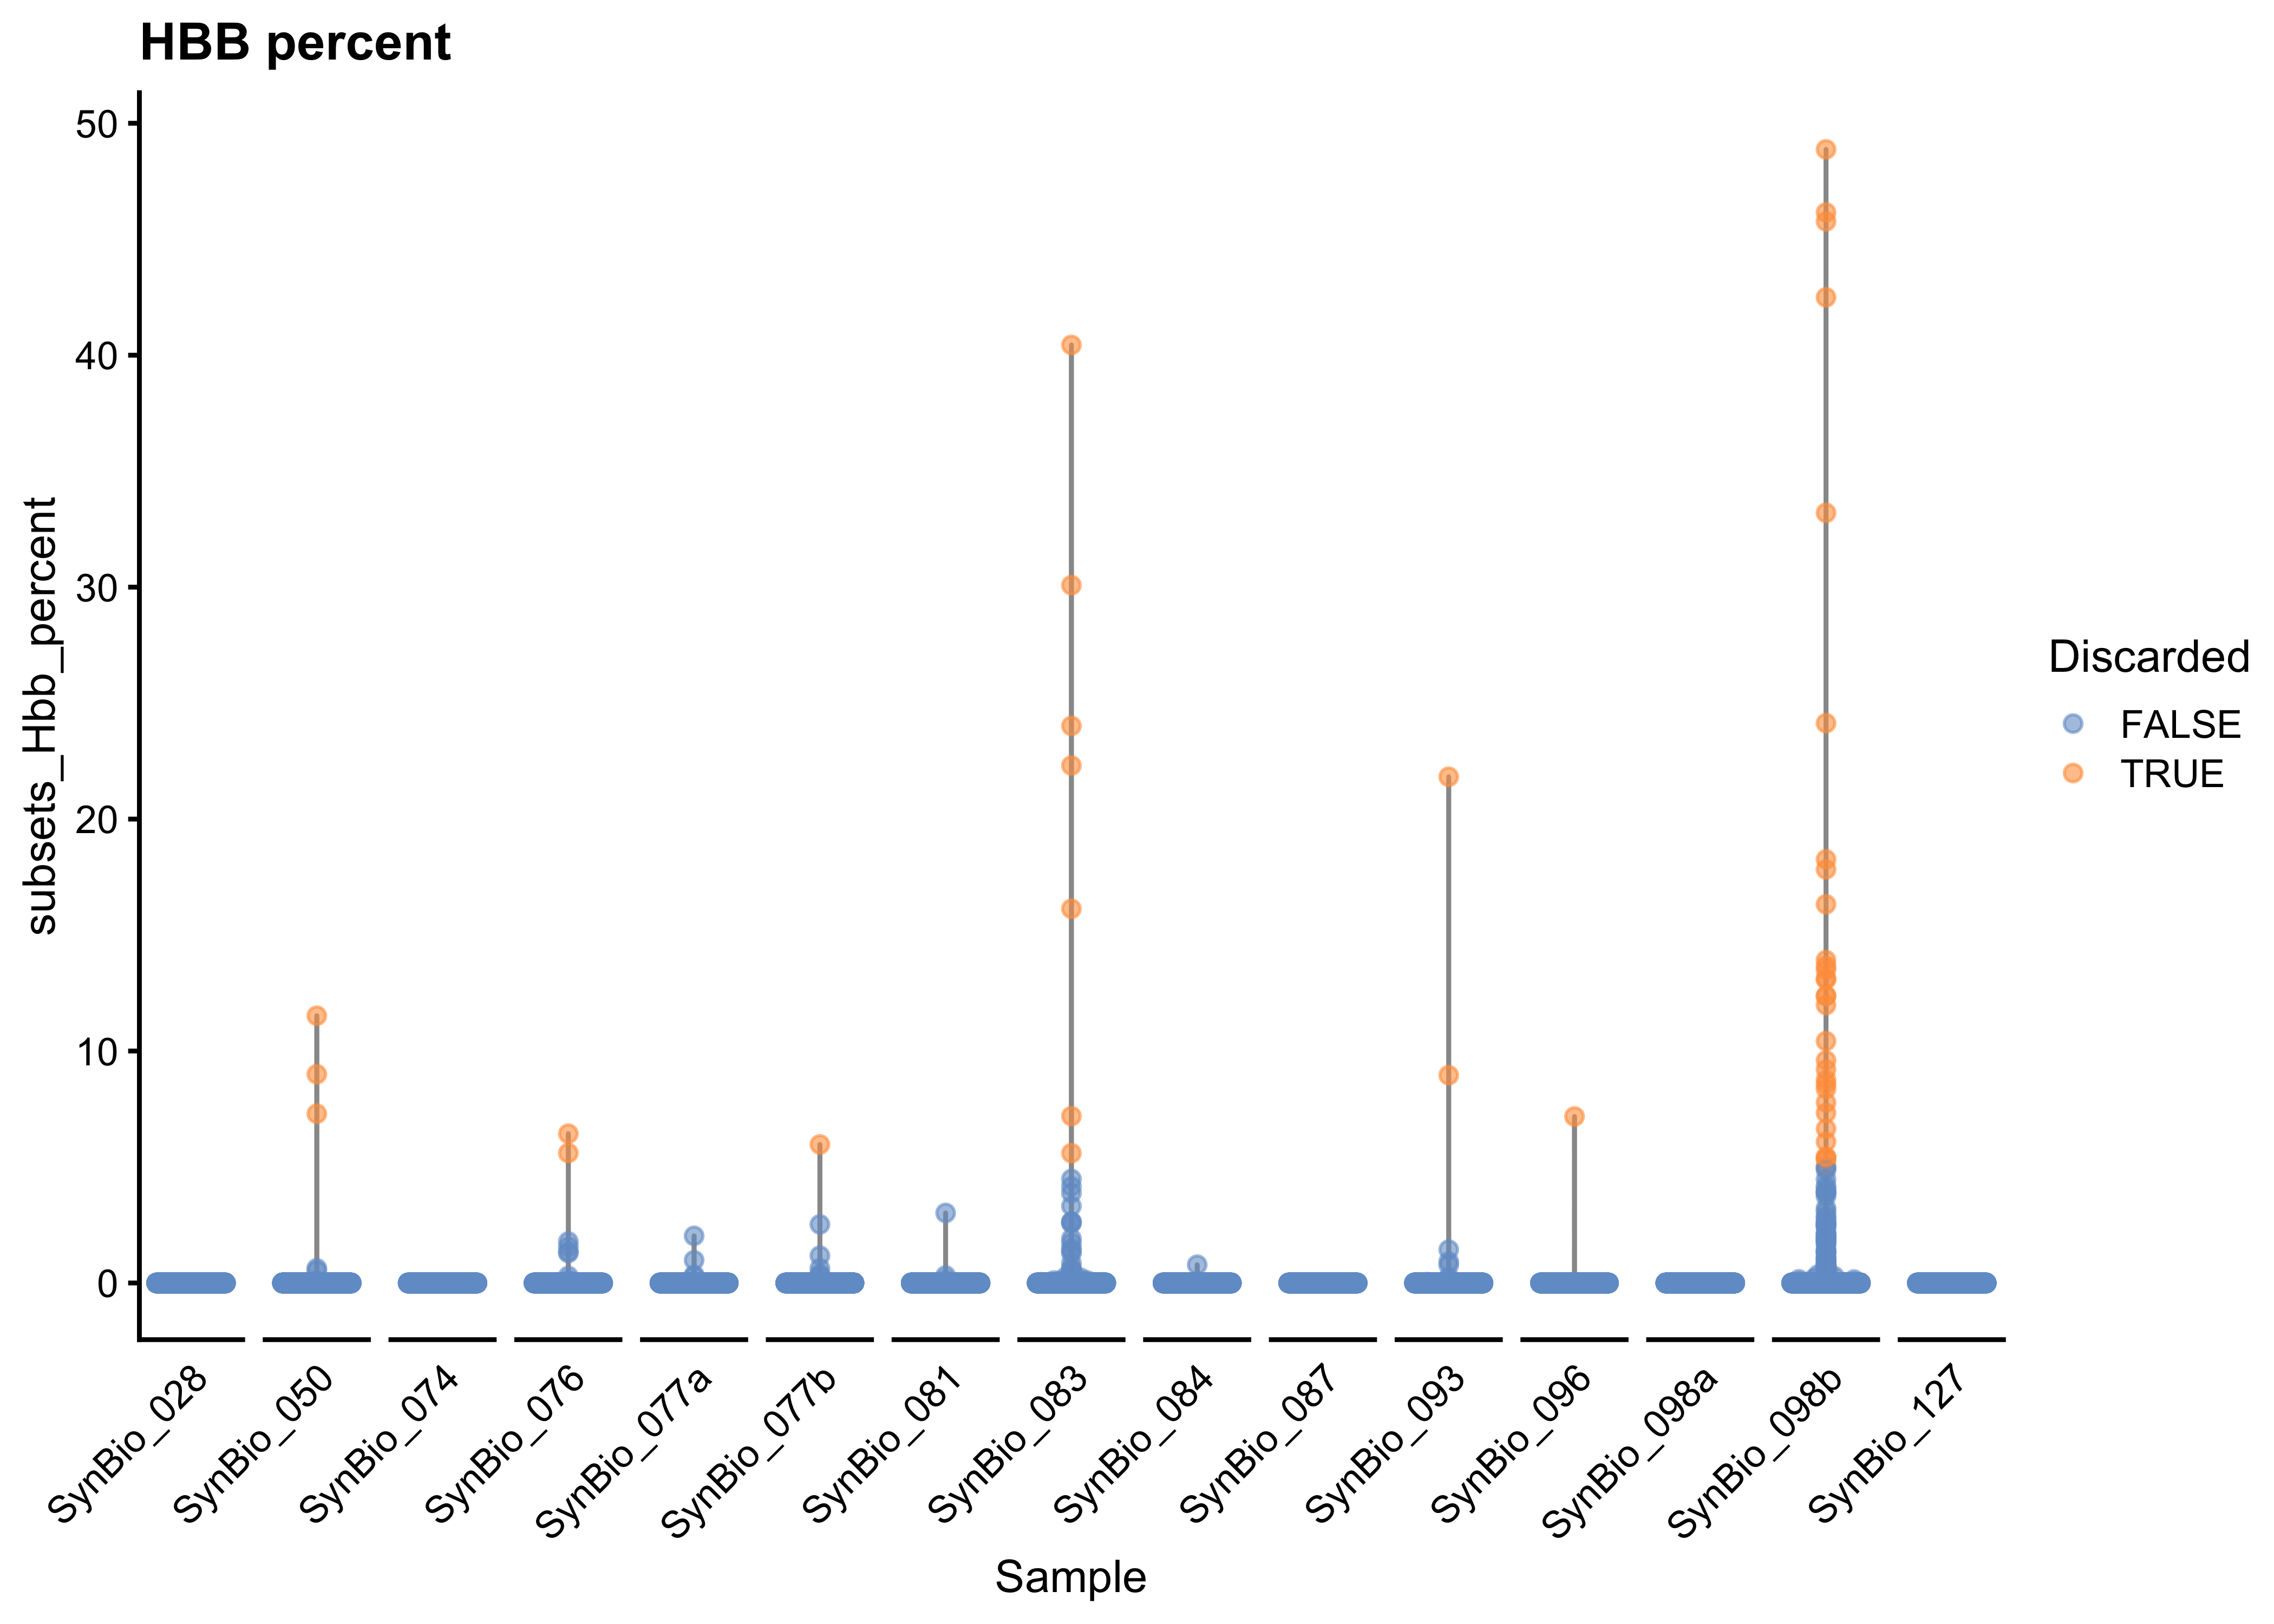 HBB percent
subsets_Hbb_percent
50
40
30
20
10
0
SynBio_028
SynBio_050
SynBio_074
SynBio_076
SynBio_077a
SynBio_077b
SynBio_081
SynBio_083
SynBio_084
SynBio_087
SynBio_093
SynBio_096
SynBio_098a
SynBio_098b
SynBio_127
Sample
Discarded
FALSE
TRUE